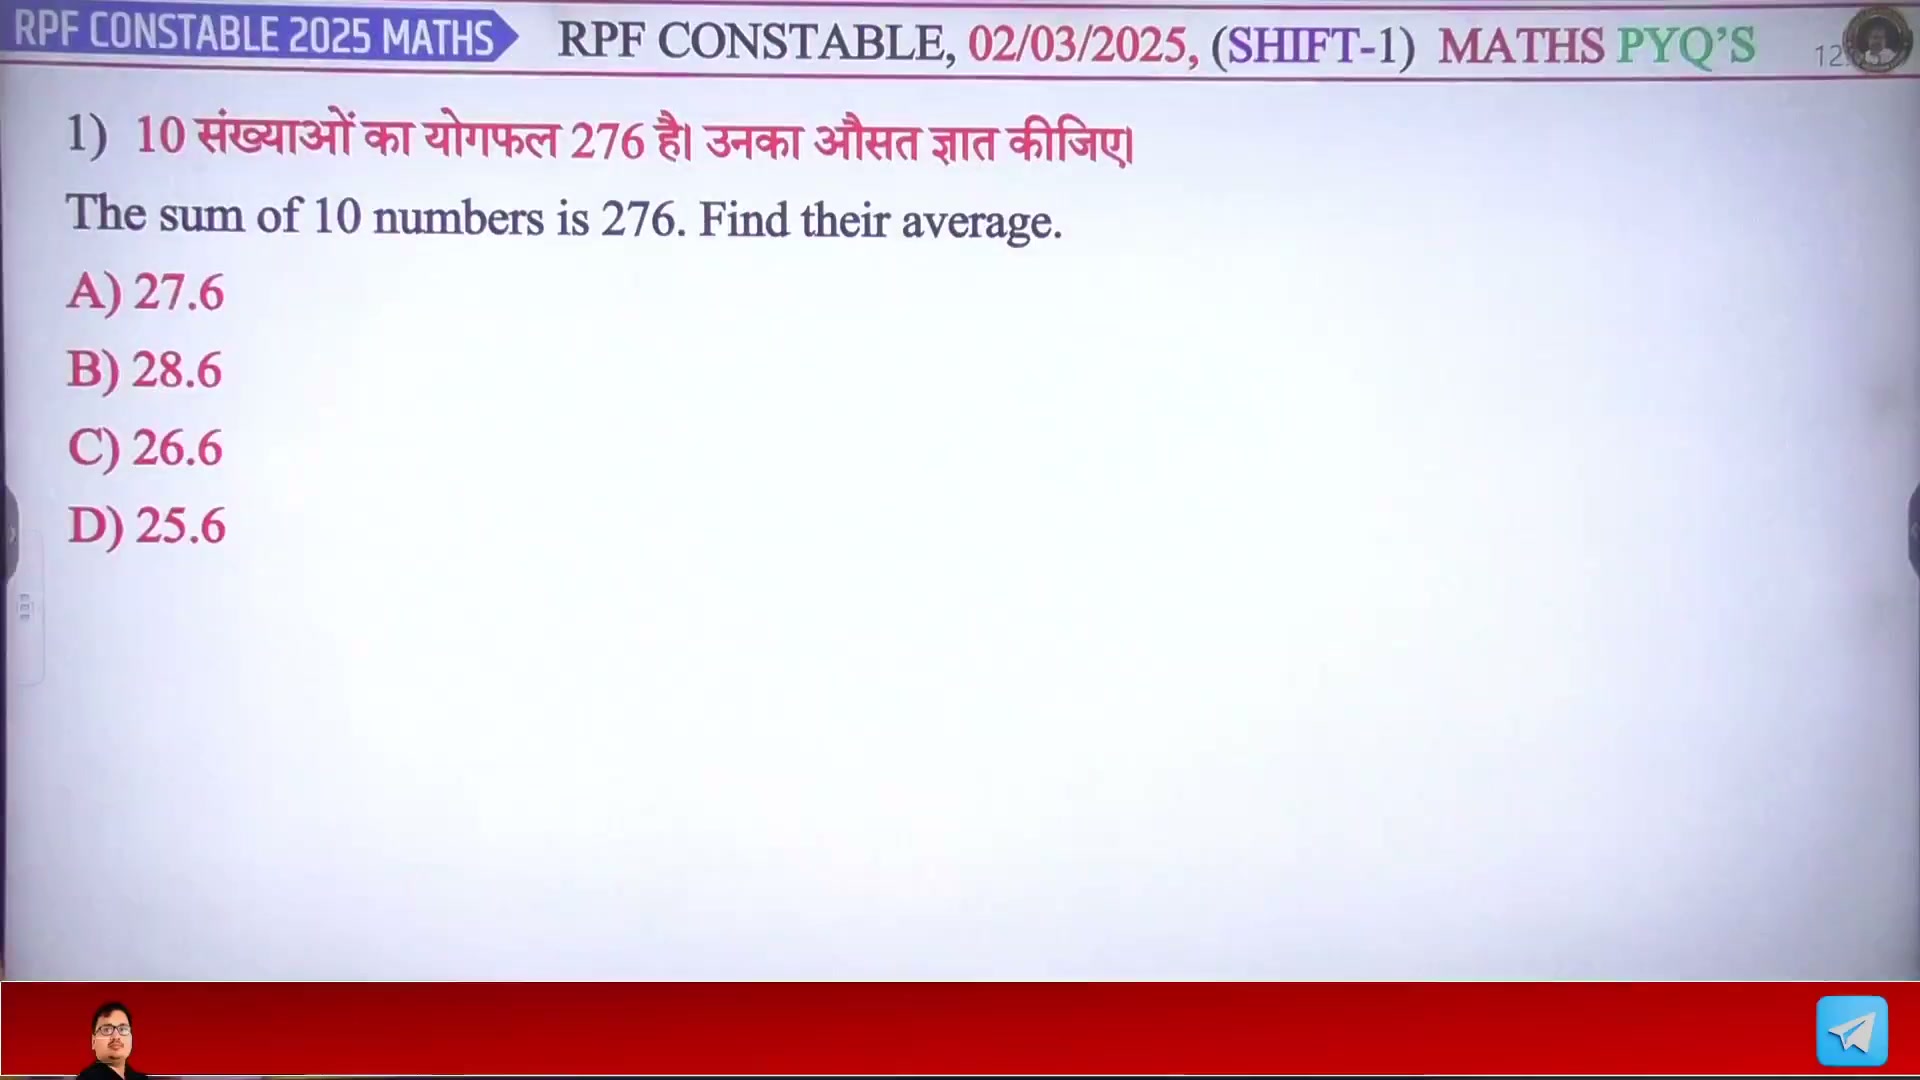 RPF CONSTABLE 2025 MATHS
RPF CONSTABLE, 02/03/2025, (SHIFT-1) MATHS PYQ’S
1) 10 संख्याओं का योगफल 276 है। उनका औसत ज्ञात कीजिए।
The sum of 10 numbers is 276. Find their average.
A) 27.6
B) 28.6
C) 26.6
D) 25.6